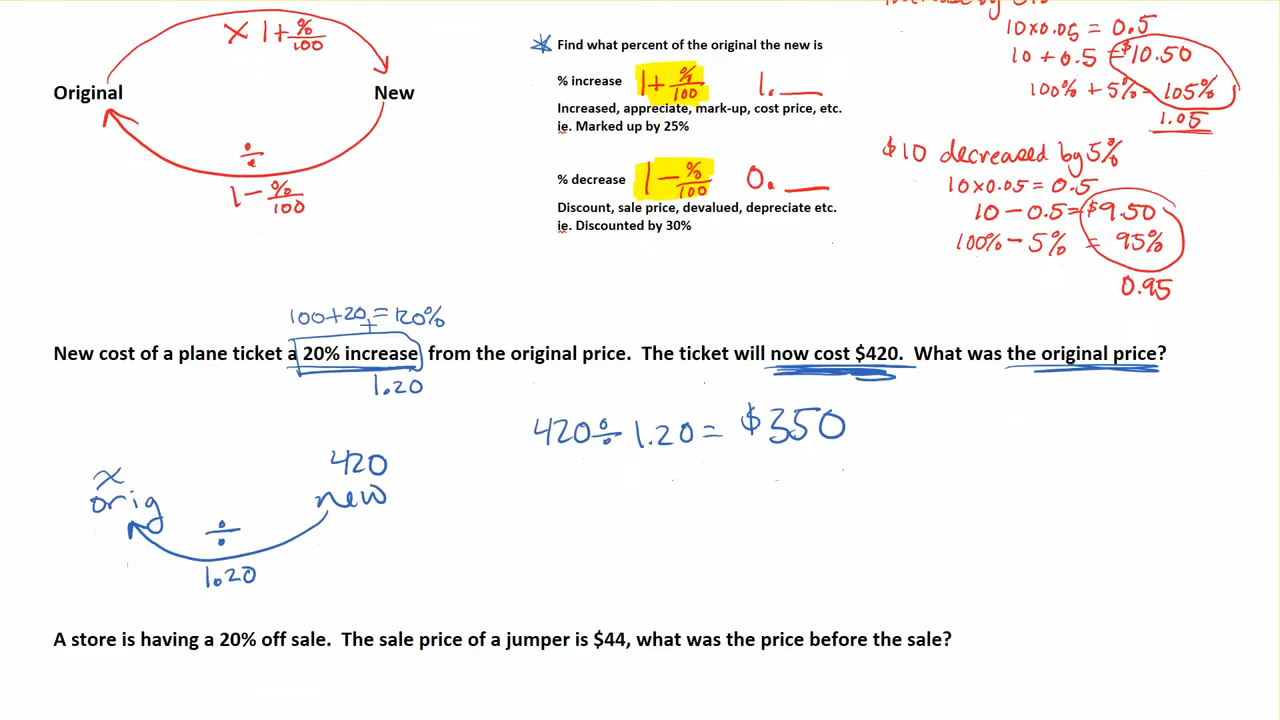 × 1 + %/100
Original
New
÷
1 − %/100
Find what percent of the original the new is
% increase 1 + %/100 1.__
Increased, appreciate, mark-up, cost price, etc.
ie. Marked up by 25%
% decrease 1 − %/100 0.__
Discount, sale price, devalued, depreciate etc.
ie. Discounted by 30%
10×0.05 = 0.5
10 + 0.5 = $10.50
100% + 5% = 105%
1.05
$10 decreased by 5%
10×0.05 = 0.5
10 − 0.5 = $9.50
100% − 5% = 95%
0.95
100+20 = 120%
+
New cost of a plane ticket a 20% increase from the original price. The ticket will now cost $420. What was the original price?
1.20
420 ÷ 1.20 = $350
x
orig
420
new
÷
1.20
A store is having a 20% off sale. The sale price of a jumper is $44, what was the price before the sale?